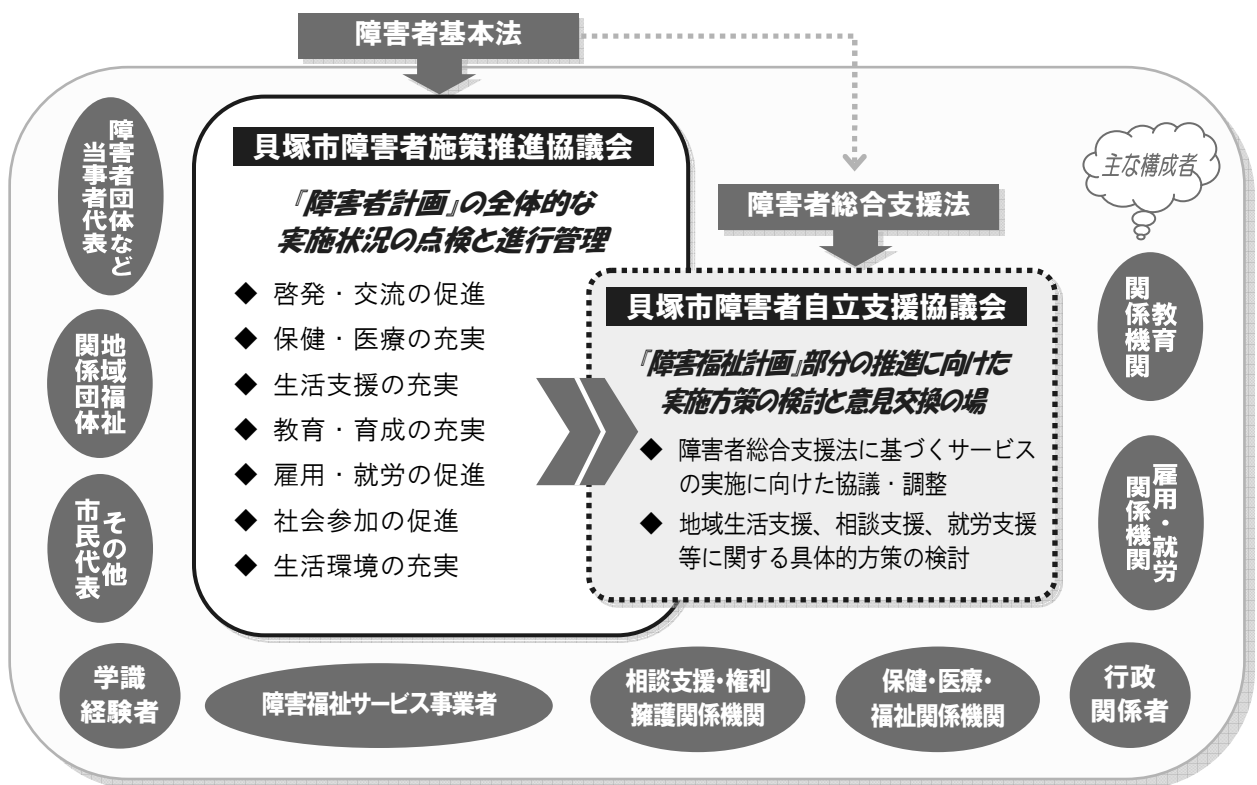 障害者基本法
貝塚市障害者施策推進協議会
『障害者計画』の全体的な
実施状況の点検と進行管理
◆ 啓発・交流の促進
◆ 保健・医療の充実
◆ 生活支援の充実
◆ 教育・育成の充実
◆ 雇用・就労の促進
◆ 社会参加の促進
◆ 生活環境の充実
障害者総合支援法
貝塚市障害者自立支援協議会
『障害福祉計画』部分の推進に向けた
実施方策の検討と意見交換の場
◆ 障害者総合支援法に基づくサービス
の実施に向けた協議・調整
◆ 地域生活支援、相談支援、就労支援
等に関する具体的方策の検討
主な構成者
障害者団体など
当事者代表
地域福祉
関係団体
その他
市民代表
学識
経験者
障害福祉サービス事業者
相談支援・権利
擁護関係機関
保健・医療・
福祉関係機関
行政
関係者
雇用・就労
関係機関
教育
関係機関